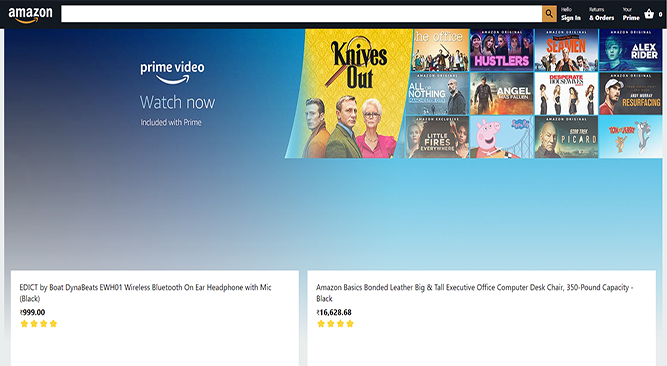 amazon
Hello
Sign In
Returns
& Orders
Your
Prime
0
prime video
Watch now
Included with Prime
Knives
Out
the office
AMAZON ORIGINAL
HUSTLERS
AMAZON ORIGINAL
AMAZON ORIGINAL
ALEX
RIDER
ALL OR
NOTHING
ANGEL
HAS FALLEN
DESPERATE
HOUSEWIVES
ANDY MURRAY
RESURFACING
AMAZON EXCLUSIVE
LITTLE
FIRES
EVERYWHERE
AMAZON ORIGINAL
STAR TREK
PICARD
TOM AND JERRY
EDICT by Boat DynaBeats EWH01 Wireless Bluetooth On Ear Headphone with Mic
(Black)
₹999.00
Amazon Basics Bonded Leather Big & Tall Executive Office Computer Desk Chair, 350-Pound Capacity -
Black
₹16,628.68